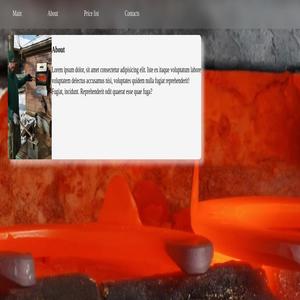 Main About Price list Contacts
About
Lorem ipsum dolor, sit amet consectetur adipisicing elit. Iste ex itaque voluptatum labore
voluptatem delectus accusamus nisi, voluptates quidem nulla fugiat reprehenderit!
Fugiat, incidunt. Reprehenderit odit quaerat esse quae fuga?